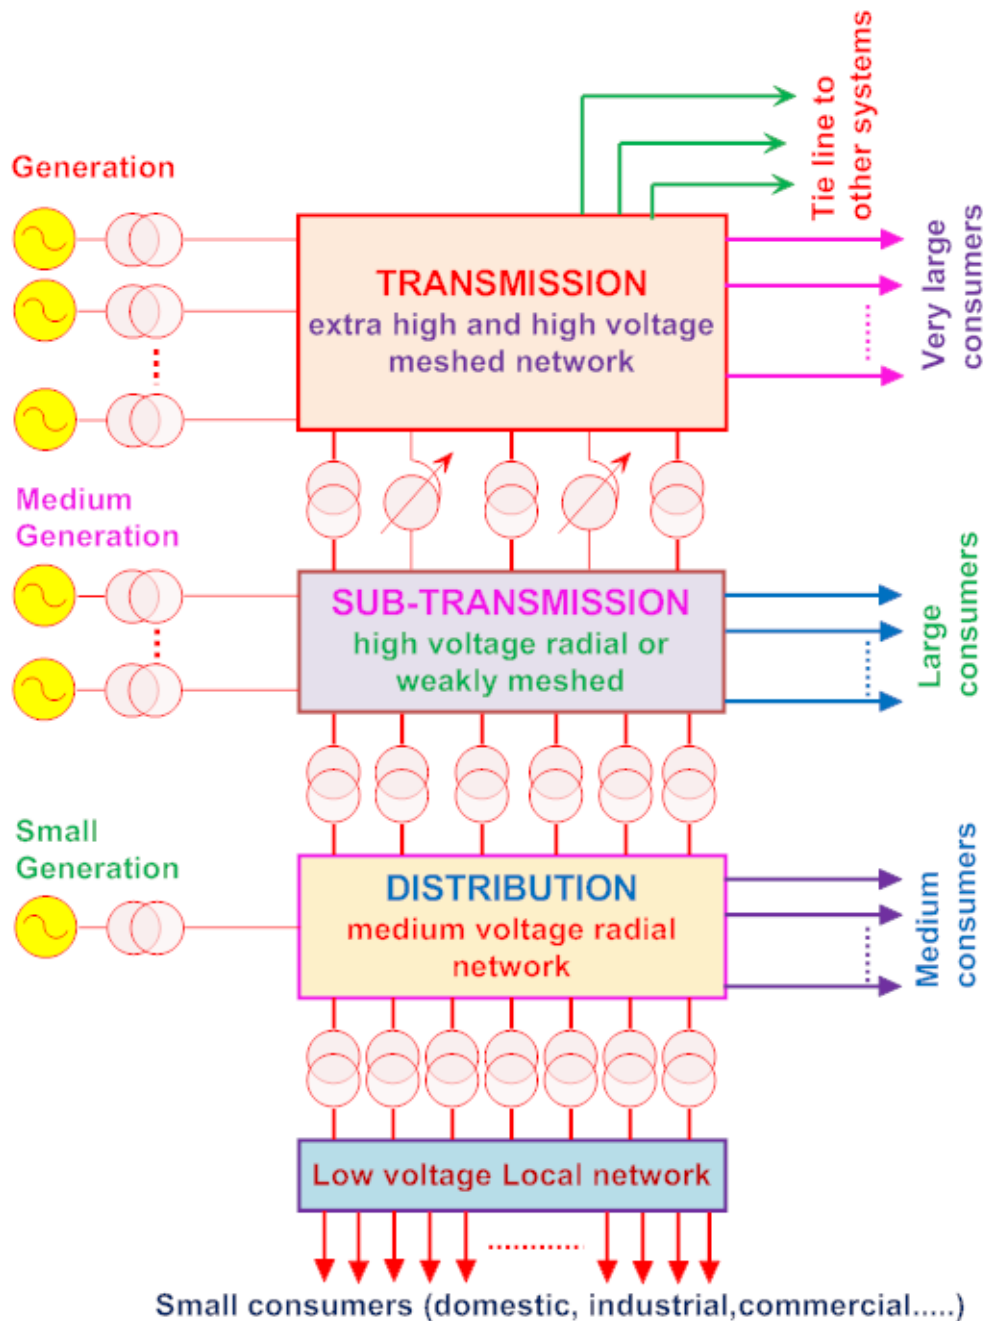 Tie line to
other systems
Generation
TRANSMISSION
extra high and high voltage
meshed network
Very large
consumers
Medium
Generation
SUB-TRANSMISSION
high voltage radial or
weakly meshed
Large
consumers
Small
Generation
DISTRIBUTION
medium voltage radial
network
Medium
consumers
Low voltage Local network
Small consumers (domestic, industrial,commercial.....)